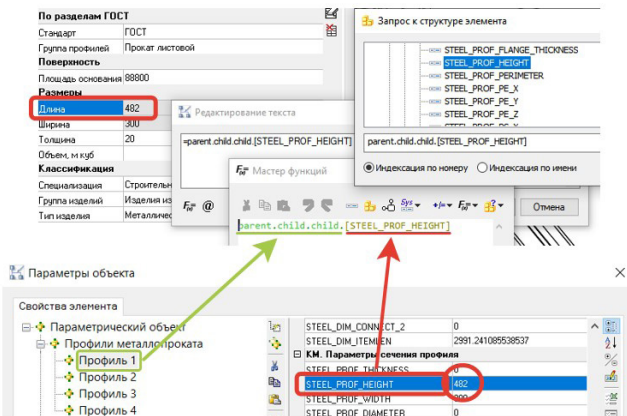 По разделам ГОСТ
Стандарт ГОСТ
Группа профилей Прокат листовой
Поверхность
Площадь основания 88800
Размеры
Длина 482
Ширина 300
Толщина 20
Объем, м куб
Классификация
Специализация Строительн
Группа изделий Изделия из
Тип изделия Металличес
Запрос к структуре элемента
STEEL_PROF_FLANGE_THICKNESS
STEEL_PROF_HEIGHT
STEEL_PROF_PERIMETER
STEEL_PROF_PE_X
STEEL_PROF_PE_Y
STEEL_PROF_PE_Z
parent.child.child.[STEEL_PROF_HEIGHT]
Индексация по номеру Индексация по имени
Отмена
Редактирование текста
=parent.child.child.[STEEL_PROF_HEIGHT]
Мастер функций
parent.child.child.[STEEL_PROF_HEIGHT]
Параметры объекта
Свойства элемента
Параметрический объект
Профили металлопроката
Профиль 1
Профиль 2
Профиль 3
Профиль 4
STEEL_DIM_CONNECT_2 0
STEEL_DIM_ITEMLEN 2991.241085538537
КМ. Параметры сечения профиля
STEEL_PROF_THICKNESS 0
STEEL_PROF_HEIGHT 482
STEEL_PROF_WIDTH 300
STEEL_PROF_DIAMETER 0